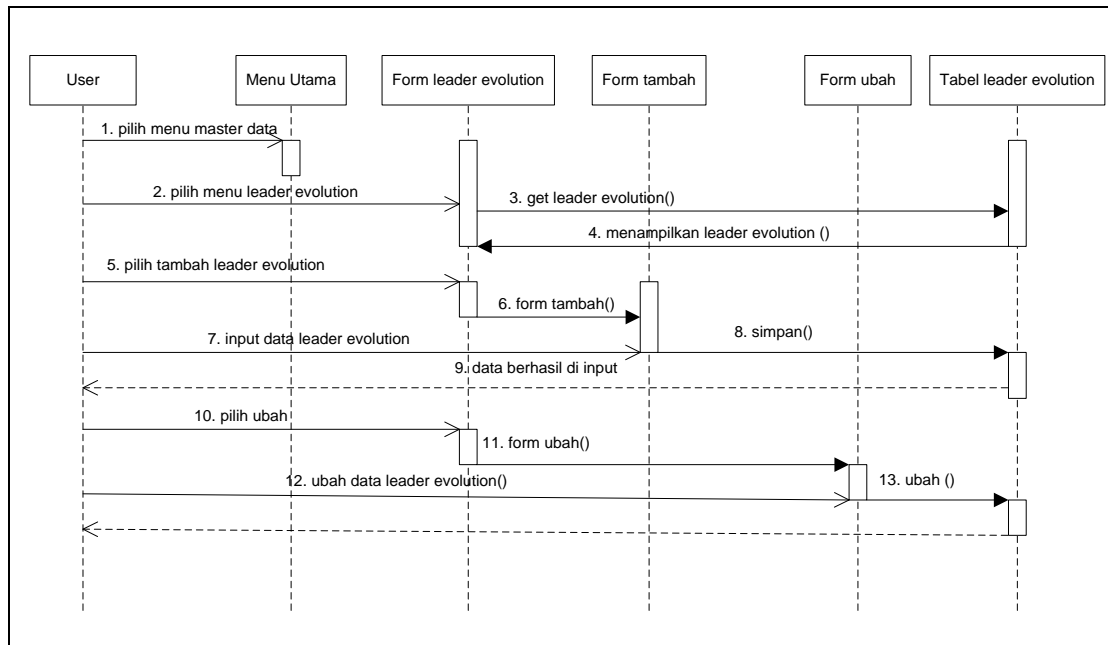 User
Menu Utama
Form leader evolution
Form tambah
Form ubah
Tabel leader evolution
1. pilih menu master data
2. pilih menu leader evolution
3. get leader evolution()
4. menampilkan leader evolution ()
5. pilih tambah leader evolution
6. form tambah()
7. input data leader evolution
8. simpan()
9. data berhasil di input
10. pilih ubah
11. form ubah()
12. ubah data leader evolution()
13. ubah ()